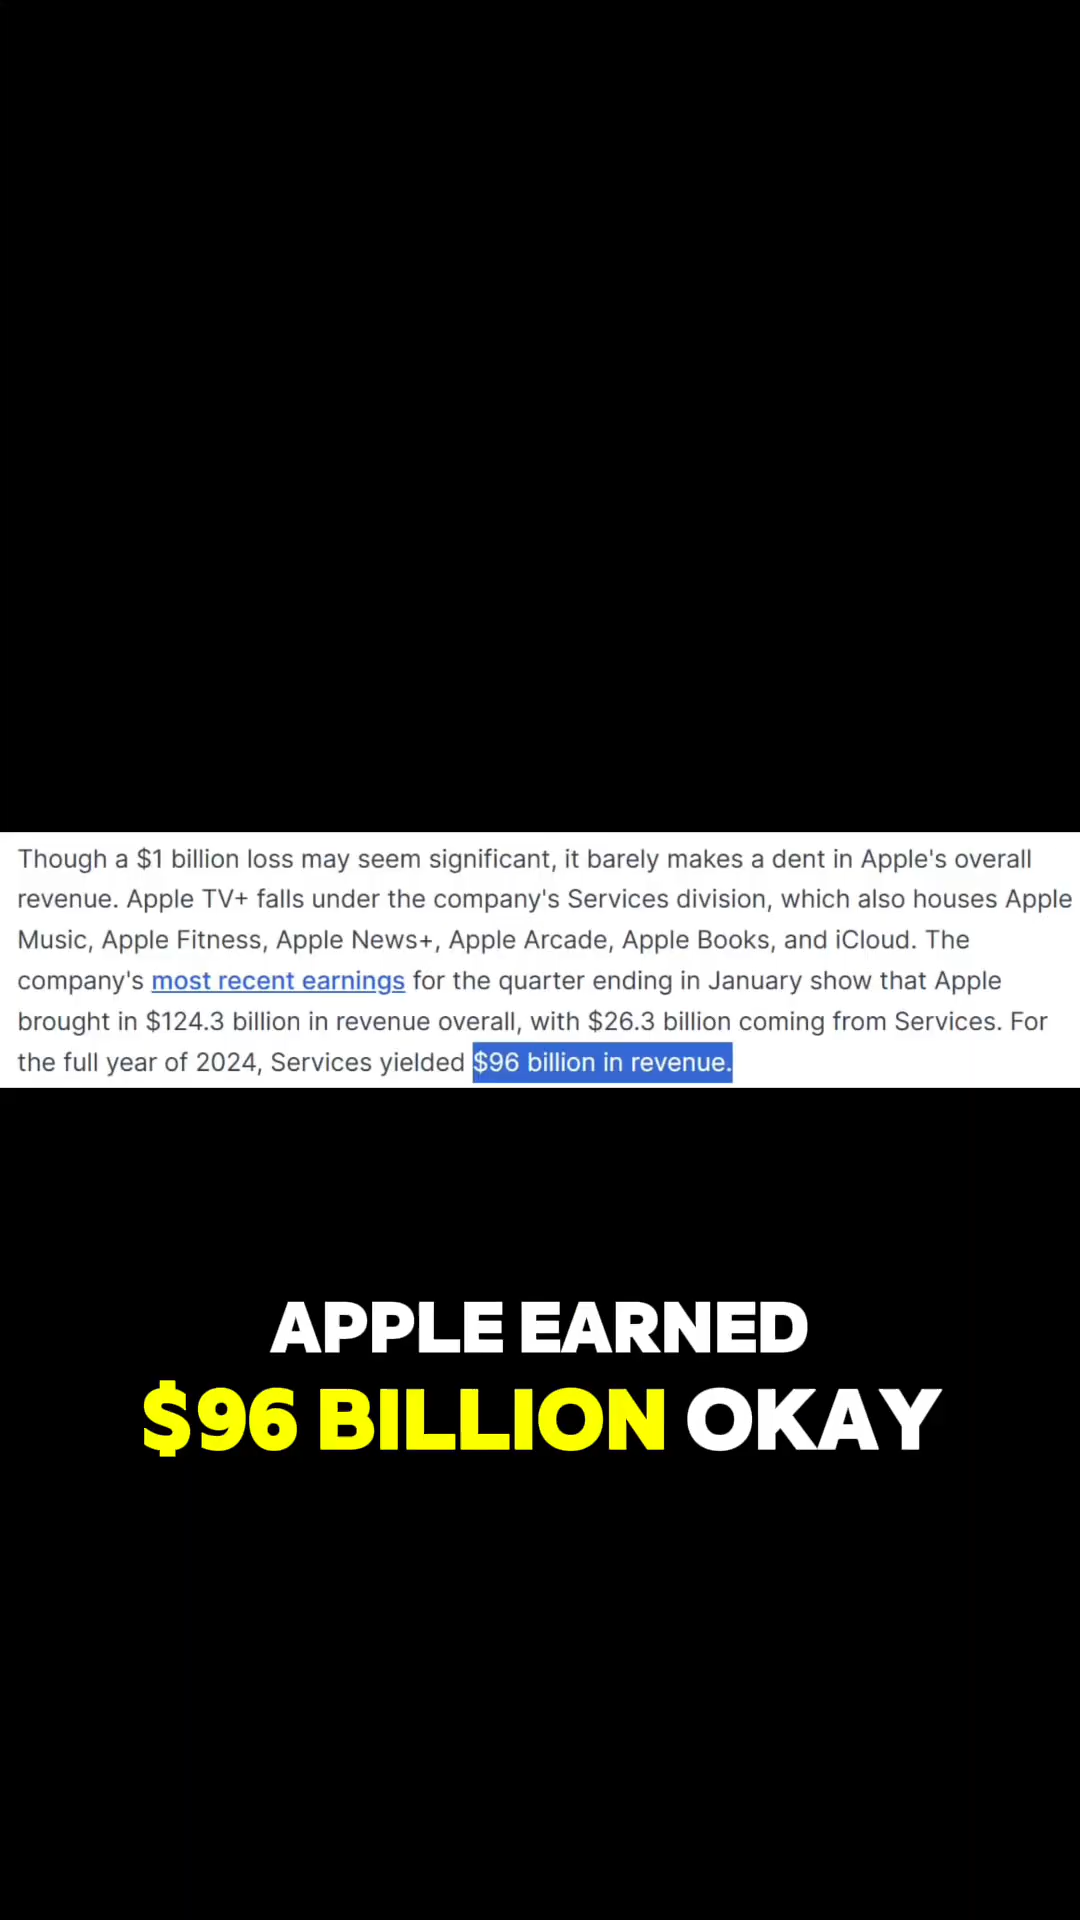 Though a $1 billion loss may seem significant, it barely makes a dent in Apple's overall
revenue. Apple TV+ falls under the company's Services division, which also houses Apple
Music, Apple Fitness, Apple News+, Apple Arcade, Apple Books, and iCloud. The
company's most recent earnings for the quarter ending in January show that Apple
brought in $124.3 billion in revenue overall, with $26.3 billion coming from Services. For
the full year of 2024, Services yielded $96 billion in revenue.
APPLE EARNED
$96 BILLION OKAY